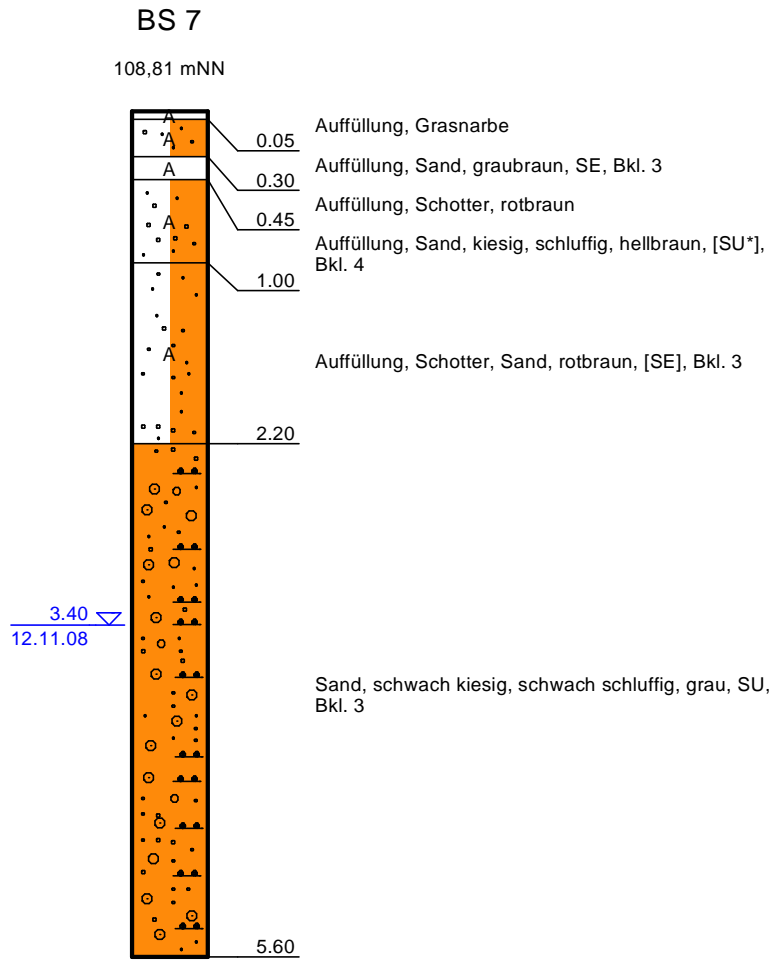 BS 7
108,81 mNN
A
Auffüllung, Grasnarbe
0.05
A
Auffüllung, Sand, graubraun, SE, Bkl. 3
0.30
A
Auffüllung, Schotter, rotbraun
0.45
A
Auffüllung, Sand, kiesig, schluffig, hellbraun, [SU*],
Bkl. 4
1.00
A
Auffüllung, Schotter, Sand, rotbraun, [SE], Bkl. 3
2.20
3.40
12.11.08
Sand, schwach kiesig, schwach schluffig, grau, SU,
Bkl. 3
5.60